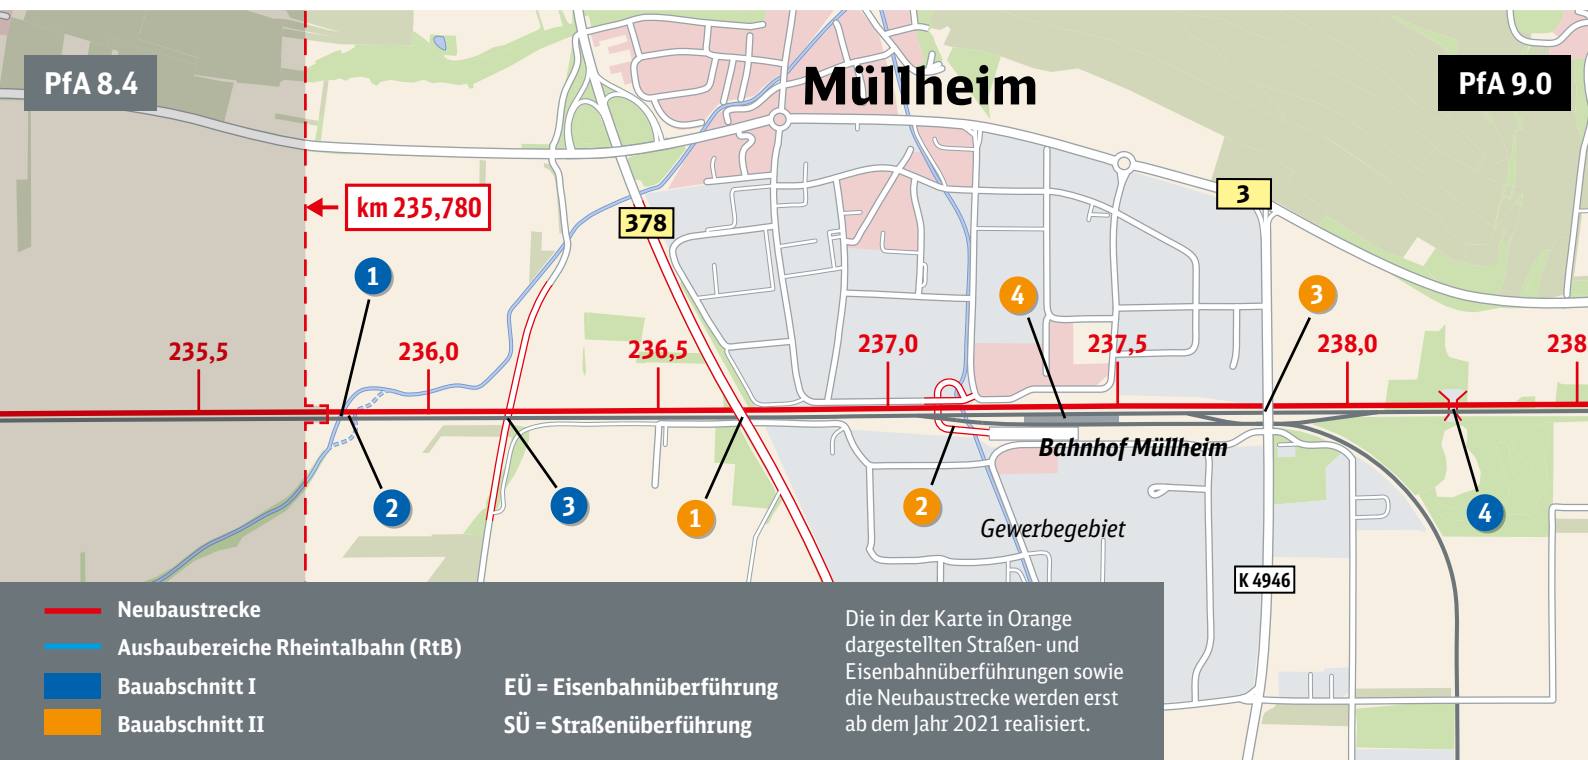 PfA 8.4
Müllheim
PfA 9.0
km 235,780
378
3
1
4
3
235,5
236,0
236,5
237,0
237,5
238,0
238
Bahnhof Müllheim
2
3
1
2
4
Gewerbegebiet
K 4946
Neubaustrecke
Ausbaubereiche Rheintalbahn (RtB)
Bauabschnitt I
Bauabschnitt II
EÜ = Eisenbahnüberführung
SÜ = Straßenüberführung
Die in der Karte in Orange
dargestellten Straßen- und
Eisenbahnüberführungen sowie
die Neubaustrecke werden erst
ab dem Jahr 2021 realisiert.